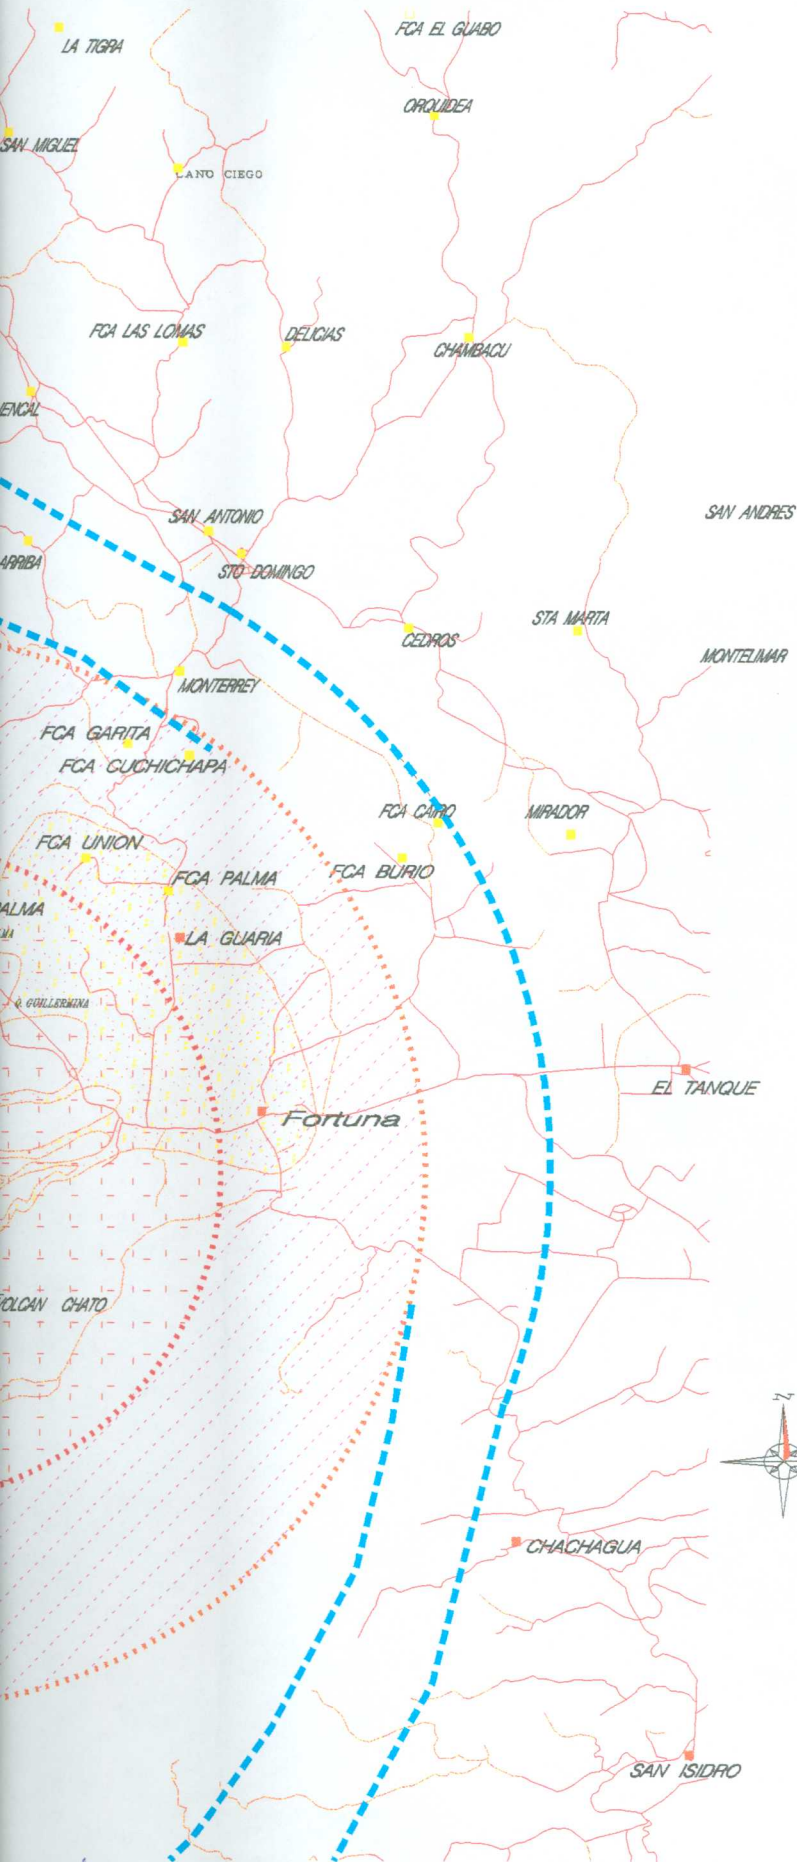 FCA EL GUABO
LA TIGRA
ORQUIDEA
SAN MIGUEL
CANO CIEGO
FCA LAS LOMAS
DELICIAS
CHAMBACU
ENCAL
SAN ANTONIO
SAN ANDRES
ARRIBA
STO DOMINGO
STA MARTA
CEDROS
MONTELIMAR
MONTERREY
FCA GARITA
FCA CUCHICHAPA
FCA CAIRO
MIRADOR
FCA UNION
FCA BURIO
FCA PALMA
ALMA
LA GUARIA
Q. GUILLERMINA
EL TANQUE
Fortuna
VOLCAN CHATO
N
CHACHAGUA
SAN ISIDRO